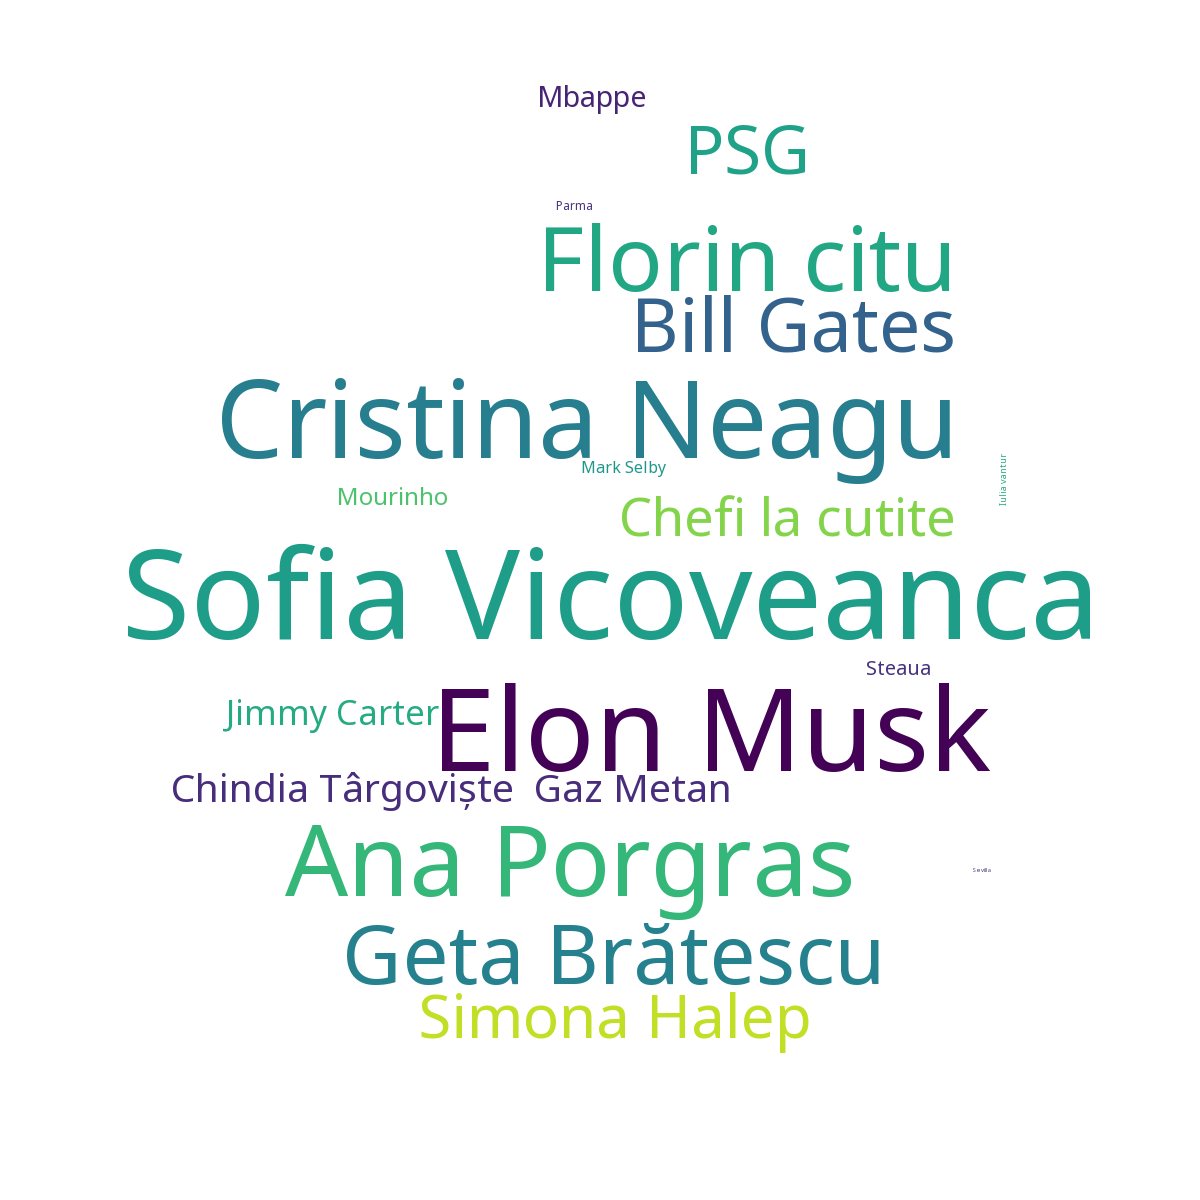 Mbappe
PSG
Parma
Florin citu
Bill Gates
Cristina Neagu
Mark Selby
Iulia vantur
Mourinho
Chefi la cutite
Sofia Vicoveanca
Steaua
Jimmy Carter
Elon Musk
Chindia Târgoviște
Gaz Metan
Ana Porgras
Sevilla
Geta Brătescu
Simona Halep